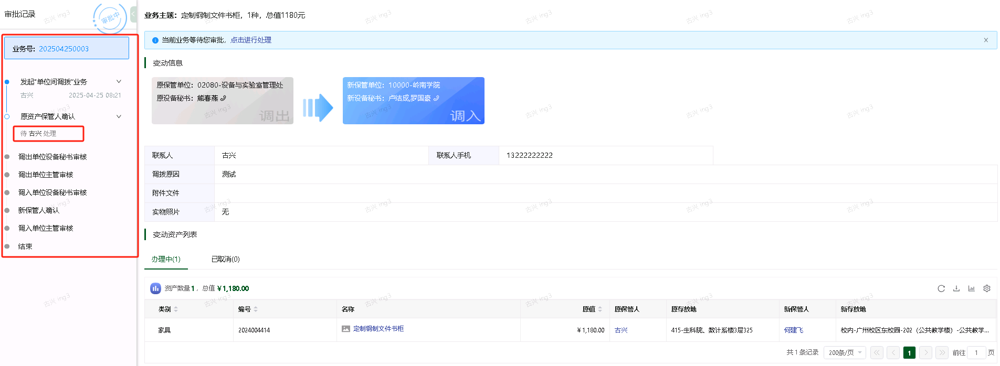 审批记录
审批中
业务号：202504250003
发起“单位间调拨”业务
古兴 2025-04-25 08:21
原资产保管人确认
待 古兴 处理
调出单位设备秘书审核
调出单位主管审核
调入单位设备秘书审核
新保管人确认
调入单位主管审核
结束
业务主题：定制钢制文件书柜，1种，总值1180元
当前业务等待您审批，点击进行处理
变动信息
原保管单位：02080-设备与实验室管理处
原设备秘书：熊春燕
调出
新保管单位：10000-岭南学院
新设备秘书：卢结成,罗国豪
调入
联系人 古兴 联系人手机 13222222222
调拨原因 测试
附件文件
实物照片 无
变动资产列表
办理中(1) 已取消(0)
资产数量1，总值 ¥1,180.00
类别 编号 名称 原值 原保管人 原存放地 新保管人 新存放地
家具 2024004414 定制钢制文件书柜 ¥1,180.00 古兴 415-生科院、数计系楼3层325 何建飞 校内-广州校区东校园-202（公共教学楼）-公共教学...
共1条记录 200条/页 1 前往 1 页
古兴 ing3